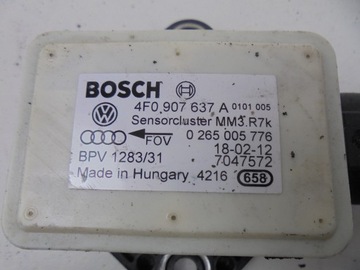 BOSCH
4F0 907 637 A 0101 005
Sensorcluster MM3.R7k
FOV 0 265 005 776
BPV 1283/31 18-02-12
7047572
Made in Hungary 4216 658